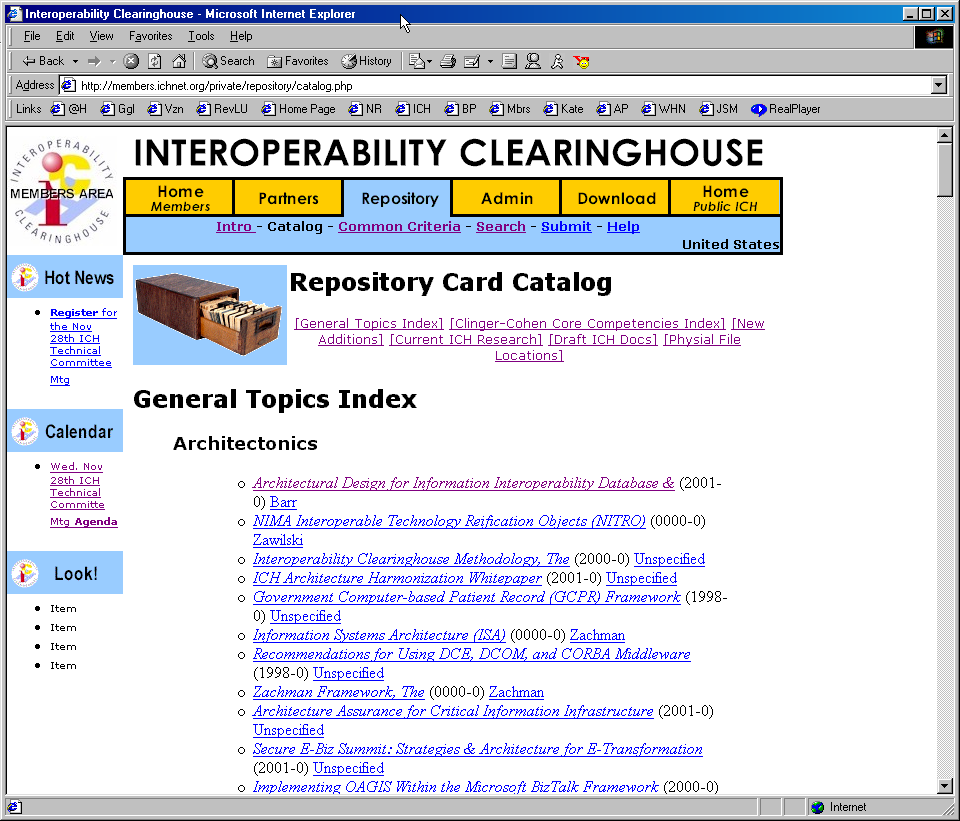 Interoperability Clearinghouse - Microsoft Internet Explorer
File Edit View Favorites Tools Help
Back Search Favorites History
Address http://members.ichnet.org/private/repository/catalog.php
Links @H Ggl Vzn RevLU Home Page NR ICH BP Mbrs Kate AP WHN JSM RealPlayer
INTEROPERABILITY
MEMBERS AREA
CLEARINGHOUSE
INTEROPERABILITY CLEARINGHOUSE
Home Members Partners Repository Admin Download Home Public ICH
Intro - Catalog - Common Criteria - Search - Submit - Help
United States
Hot News
Register for
the Nov
28th ICH
Technical
Committee
Mtg
Calendar
Wed. Nov
28th ICH
Technical
Committe
Mtg Agenda
Look!
Item
Item
Item
Item
Repository Card Catalog
[General Topics Index] [Clinger-Cohen Core Competencies Index] [New
Additions] [Current ICH Research] [Draft ICH Docs] [Physial File
Locations]
General Topics Index
Architectonics
Architectural Design for Information Interoperability Database & (2001-
0) Barr
NIMA Interoperable Technology Reification Objects (NITRO) (0000-0)
Zawilski
Interoperability Clearinghouse Methodology, The (2000-0) Unspecified
ICH Architecture Harmonization Whitepaper (2001-0) Unspecified
Government Computer-based Patient Record (GCPR) Framework (1998-
0) Unspecified
Information Systems Architecture (ISA) (0000-0) Zachman
Recommendations for Using DCE, DCOM, and CORBA Middleware
(1998-0) Unspecified
Zachman Framework, The (0000-0) Zachman
Architecture Assurance for Critical Information Infrastructure (2001-0)
Unspecified
Secure E-Biz Summit: Strategies & Architecture for E-Transformation
(2001-0) Unspecified
Implementing OAGIS Within the Microsoft BizTalk Framework (2000-0)
Internet